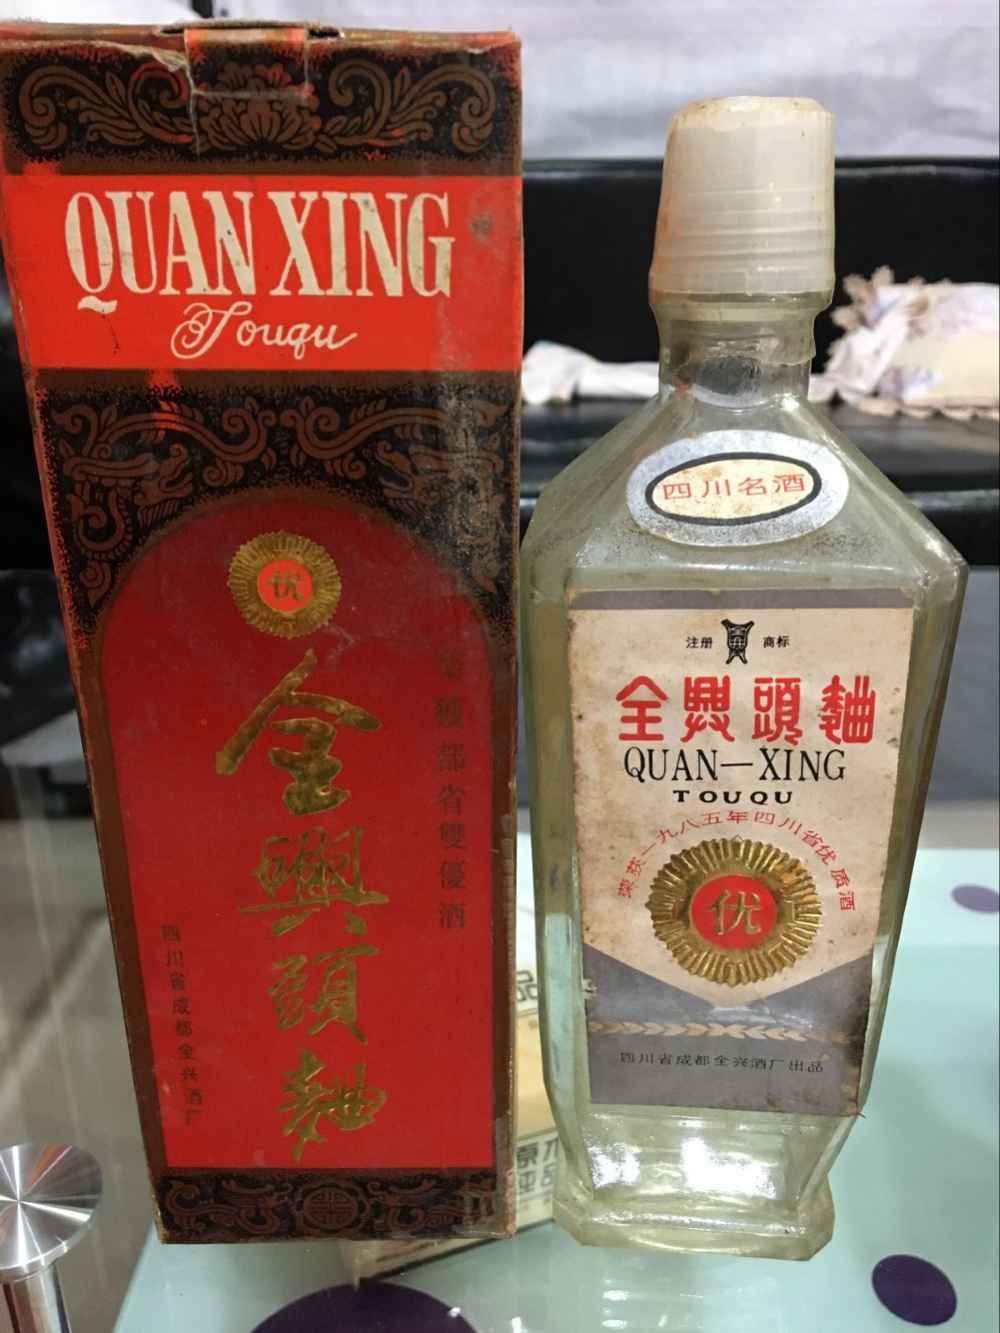 QUAN XING
Touqu
优
全興頭麯
獲部省雙優酒
四川省成都全兴酒厂
四川名酒
注册 商标
全興頭麯
QUAN—XING
TOUQU
荣获一九八五年四川省优质酒
优
四川省成都全兴酒厂出品